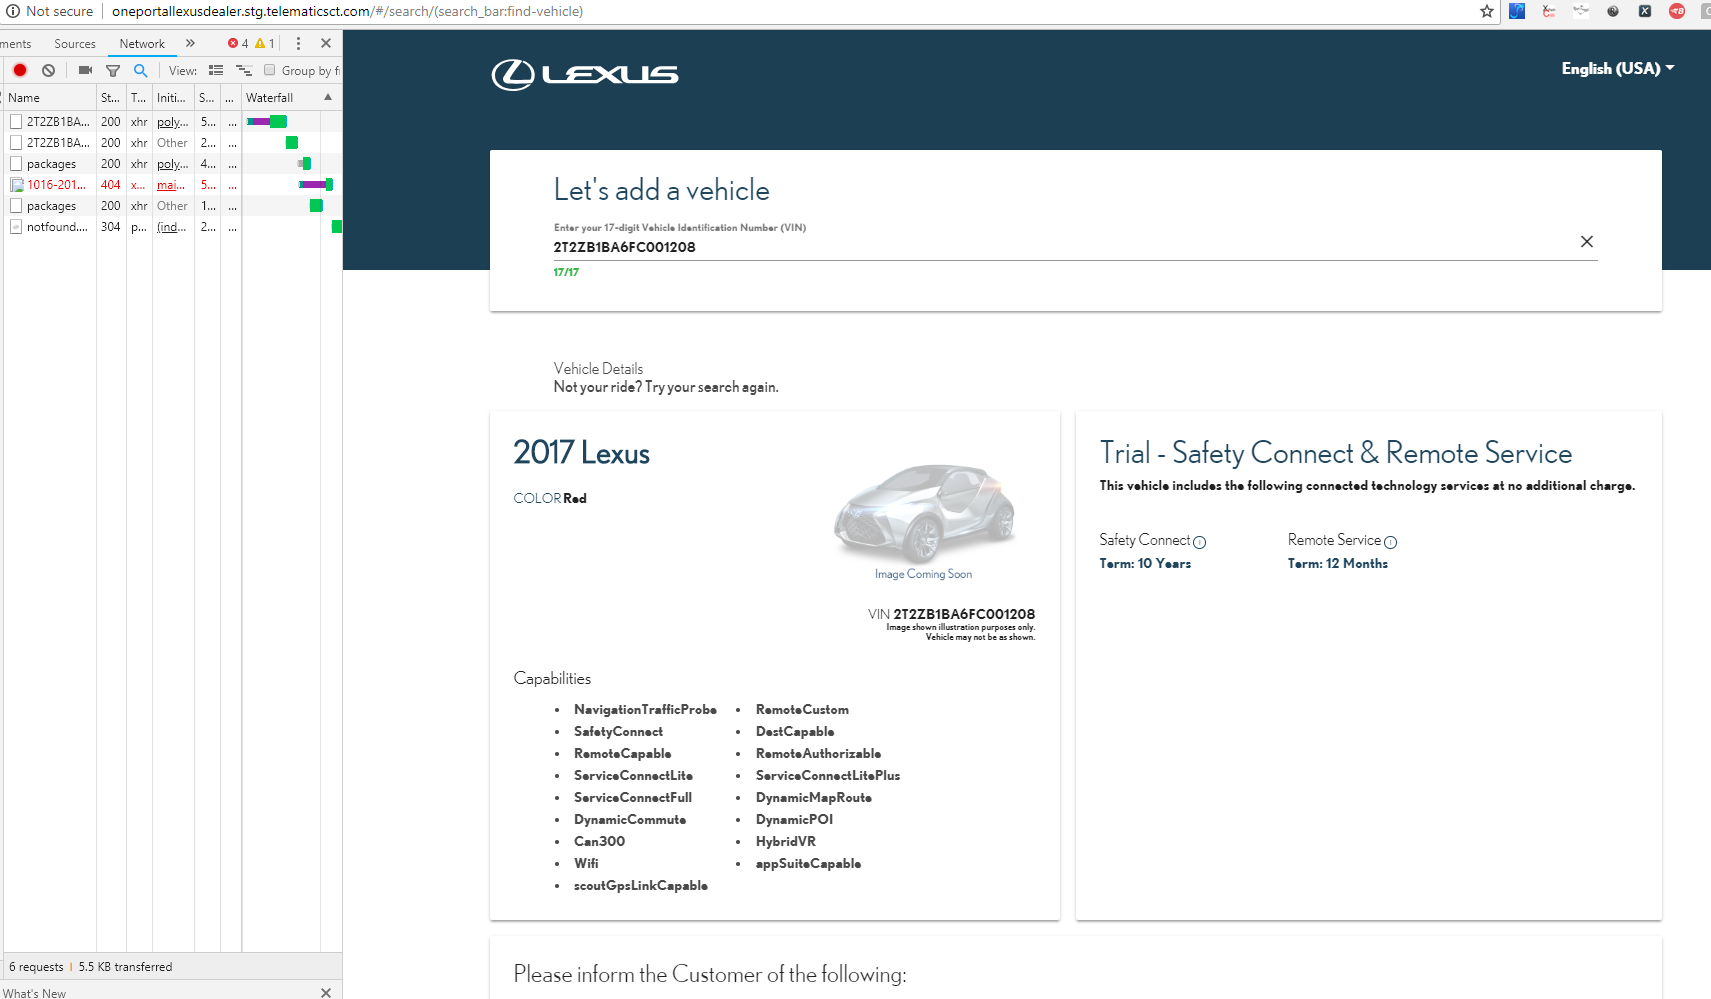 Not secure | oneportallexusdealer.stg.telematicsct.com/#/search/(search_bar:find-vehicle)
ments Sources Network » 4 1
View: Group by fr
Name St... T... Initi... S... ... Waterfall
2T2ZB1BA... 200 xhr poly... 5... ...
2T2ZB1BA... 200 xhr Other 2... ...
packages 200 xhr poly... 4... ...
1016-201... 404 x... mai... 5... ...
packages 200 xhr Other 1... ...
notfound.... 304 p... (ind... 2... ...
6 requests | 5.5 KB transferred
What's New
LEXUS
English (USA)
Let's add a vehicle
Enter your 17-digit Vehicle Identification Number (VIN)
2T2ZB1BA6FC001208
17/17
Vehicle Details
Not your ride? Try your search again.
2017 Lexus
COLOR Red
Image Coming Soon
VIN 2T2ZB1BA6FC001208
Image shown illustration purposes only.
Vehicle may not be as shown.
Capabilities
NavigationTrafficProbe
SafetyConnect
RemoteCapable
ServiceConnectLite
ServiceConnectFull
DynamicCommute
Can300
Wifi
scoutGpsLinkCapable
RemoteCustom
DestCapable
RemoteAuthorizable
ServiceConnectLitePlus
DynamicMapRoute
DynamicPOI
HybridVR
appSuiteCapable
Trial - Safety Connect & Remote Service
This vehicle includes the following connected technology services at no additional charge.
Safety Connect
Term: 10 Years
Remote Service
Term: 12 Months
Please inform the Customer of the following: